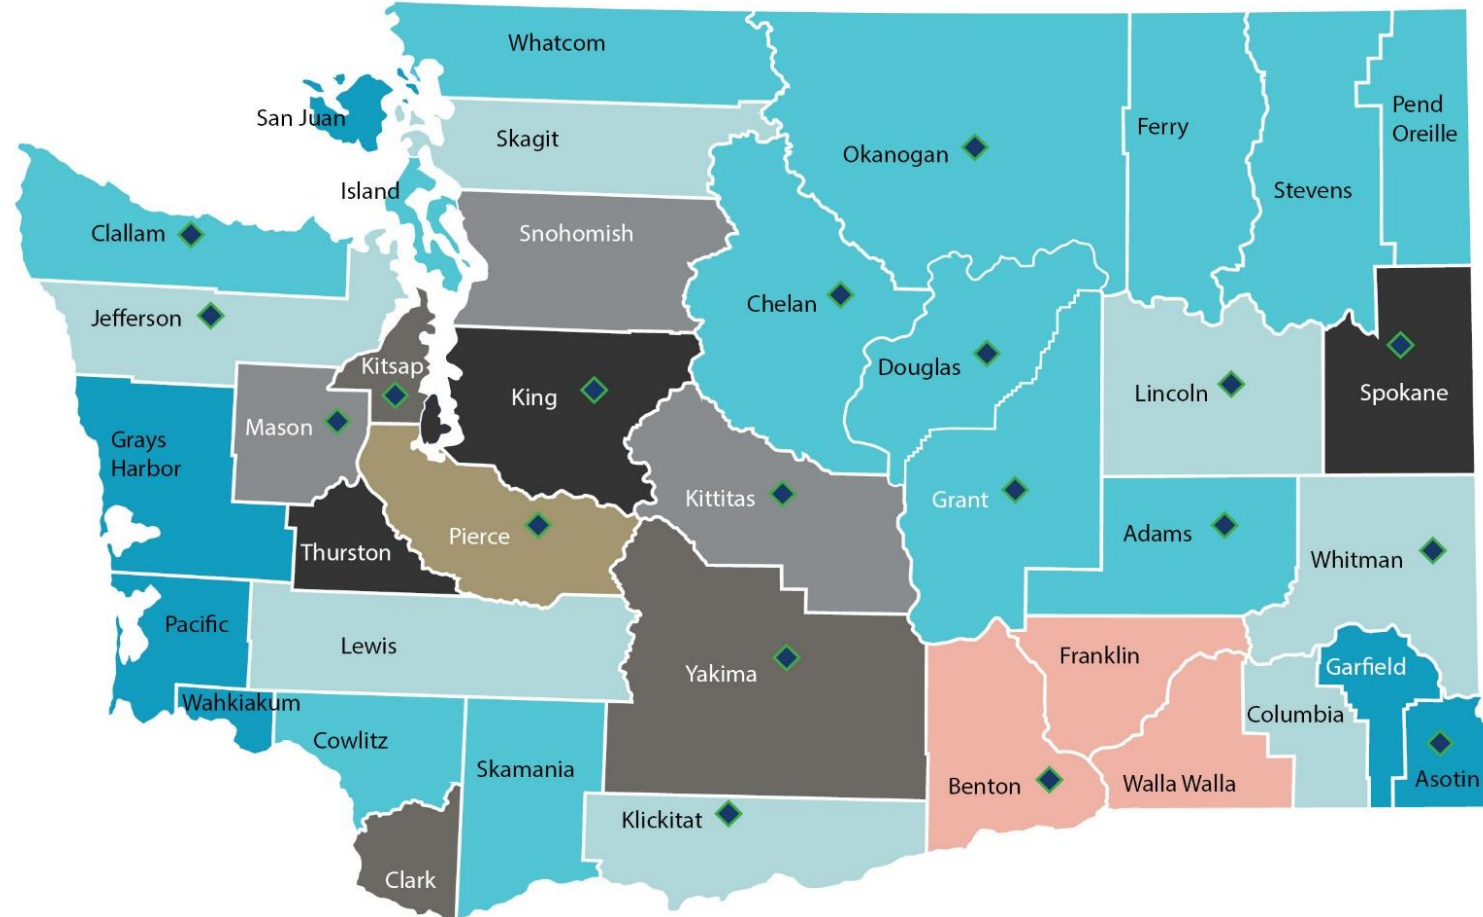 Whatcom
San Juan
Skagit
Island
Okanogan
Ferry
Pend
Oreille
Stevens
Clallam
Snohomish
Jefferson
Chelan
Kitsap
King
Douglas
Lincoln
Spokane
Mason
Grays
Harbor
Kittitas
Grant
Pierce
Thurston
Adams
Whitman
Pacific
Lewis
Yakima
Franklin
Garfield
Wahkiakum
Cowlitz
Columbia
Skamania
Benton
Walla Walla
Asotin
Klickitat
Clark